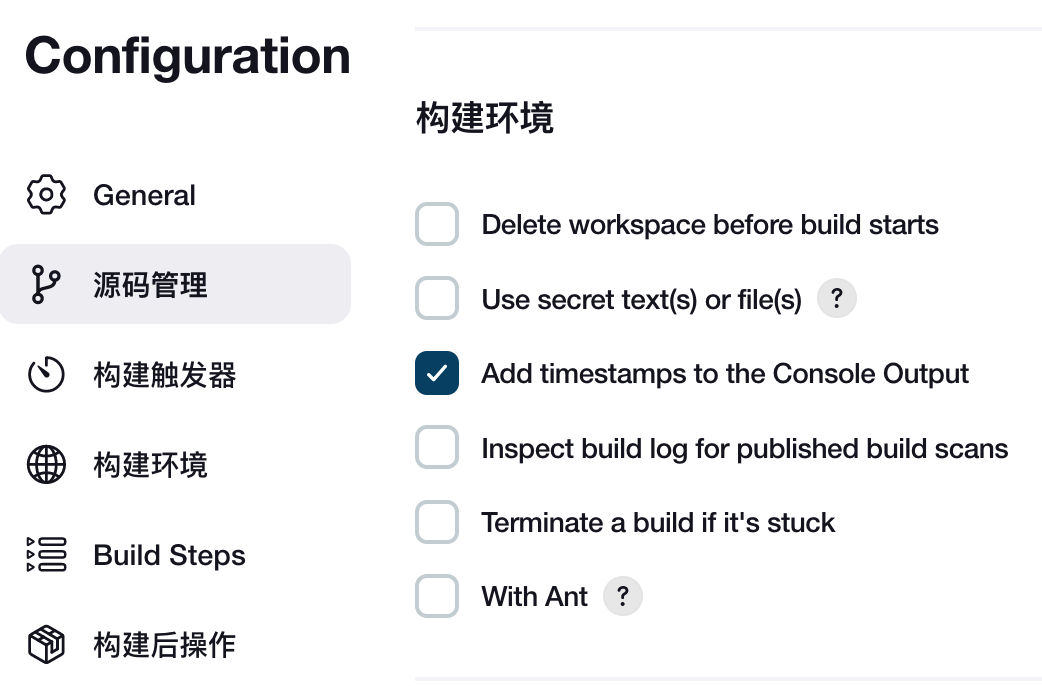 Configuration
General
源码管理
构建触发器
构建环境
Build Steps
构建后操作
构建环境
Delete workspace before build starts
Use secret text(s) or file(s) ?
Add timestamps to the Console Output
Inspect build log for published build scans
Terminate a build if it's stuck
With Ant ?